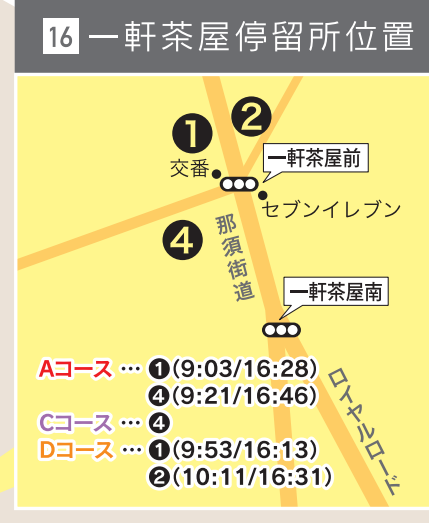 16 一軒茶屋停留所位置
❶ ❷
一軒茶屋前
交番
セブンイレブン
❹
那須街道
一軒茶屋南
Aコース … ❶(9:03/16:28)
❹(9:21/16:46)
Cコース … ❹
Dコース … ❶(9:53/16:13)
❷(10:11/16:31)
ロイヤルロード